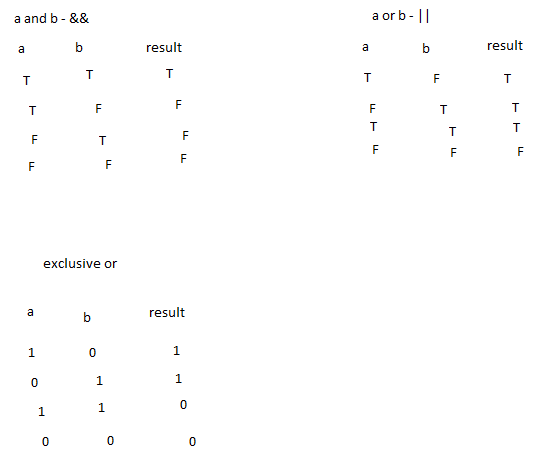 a and b - &&
a b result
T T T
T F F
F T F
F F F
a or b - ||
a b result
T F T
F T T
T T T
F F F
exclusive or
a b result
1 0 1
0 1 1
1 1 0
0 0 0